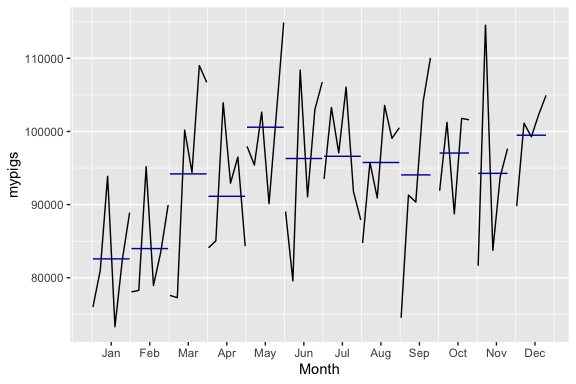 110000
100000
90000
80000
mypigs
Jan Feb Mar Apr May Jun Jul Aug Sep Oct Nov Dec
Month